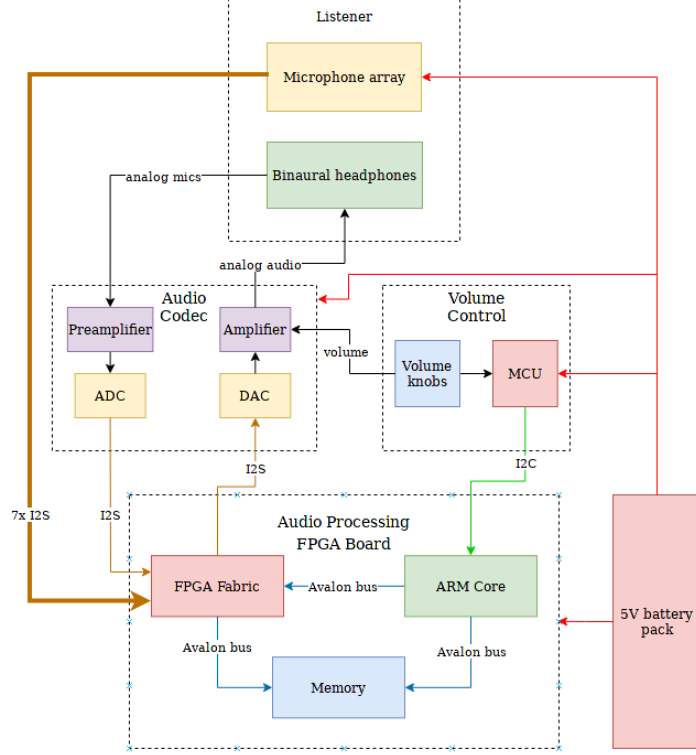 Listener
Microphone array
Binaural headphones
analog mics
analog audio
Audio
Codec
Volume
Control
Preamplifier
Amplifier
volume
Volume
knobs
MCU
ADC
DAC
I2S
I2C
7x I2S
I2S
Audio Processing
FPGA Board
FPGA Fabric
Avalon bus
ARM Core
5V battery
pack
Avalon bus
Avalon bus
Memory